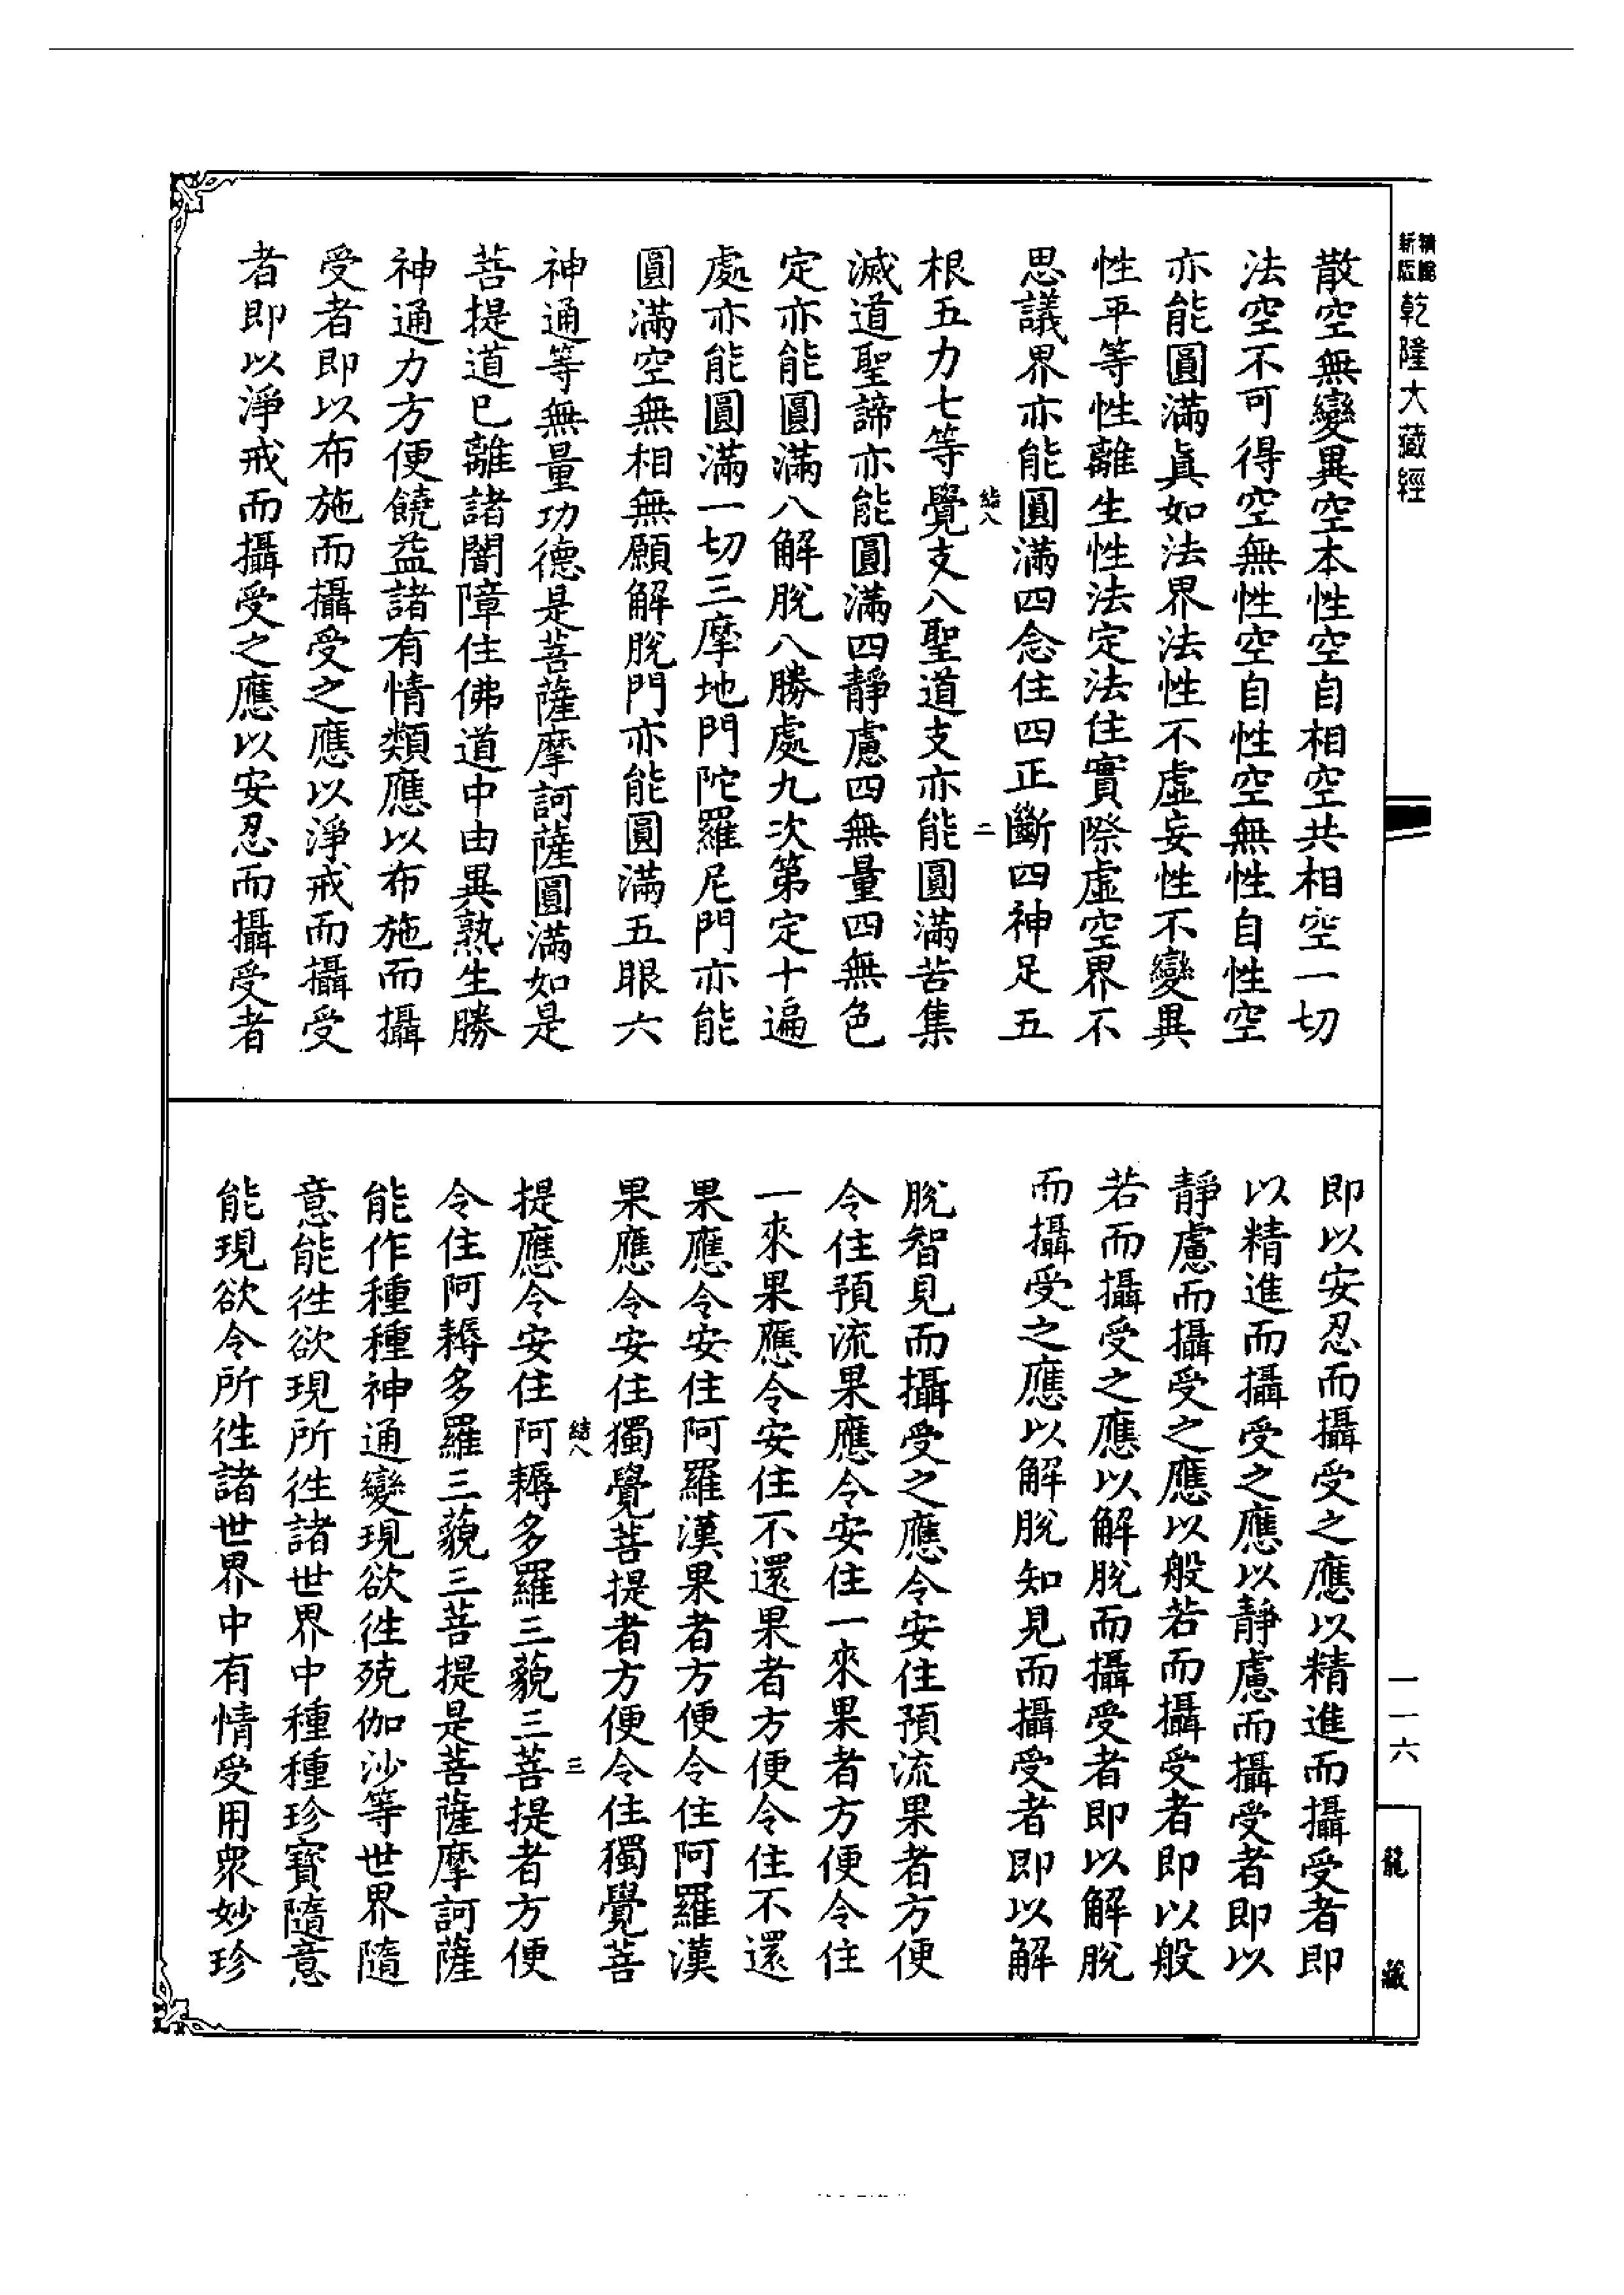 精縮新版乾隆大藏經
散空無變異空本性空自相空共相空一切
法空不可得空無性空自性空無性自性空
亦能圓滿真如法界法性不虛妄性不變異
性平等性離生性法定法住實際虛空界不
思議界亦能圓滿四念住四正斷四神足五
結八 二
根五力七等覺支八聖道支亦能圓滿苦集
滅道聖諦亦能圓滿四靜慮四無量四無色
定亦能圓滿八解脫八勝處九次第定十遍
處亦能圓滿一切三摩地門陀羅尼門亦能
圓滿空無相無願解脫門亦能圓滿五眼六
神通等無量功德是菩薩摩訶薩圓滿如是
菩提道已離諸闇障住佛道中由異熟生勝
神通力方便饒益諸有情類應以布施而攝
受者即以布施而攝受之應以淨戒而攝受
者即以淨戒而攝受之應以安忍而攝受者
即以安忍而攝受之應以精進而攝受者即
以精進而攝受之應以靜慮而攝受者即以
靜慮而攝受之應以般若而攝受者即以般
若而攝受之應以解脫而攝受者即以解脫
而攝受之應以解脫知見而攝受者即以解
脫智見而攝受之應令安住預流果者方便
令住預流果應令安住一來果者方便令住
一來果應令安住不還果者方便令住不還
果應令安住阿羅漢果者方便令住阿羅漢
果應令安住獨覺菩提者方便令住獨覺菩
結八 三
提應令安住阿耨多羅三藐三菩提者方便
令住阿耨多羅三藐三菩提是菩薩摩訶薩
能作種種神通變現欲徃殑伽沙等世界隨
意能徃欲現所徃諸世界中種種珍寶隨意
能現欲令所徃諸世界中有情受用眾妙珍
一一六
龍藏